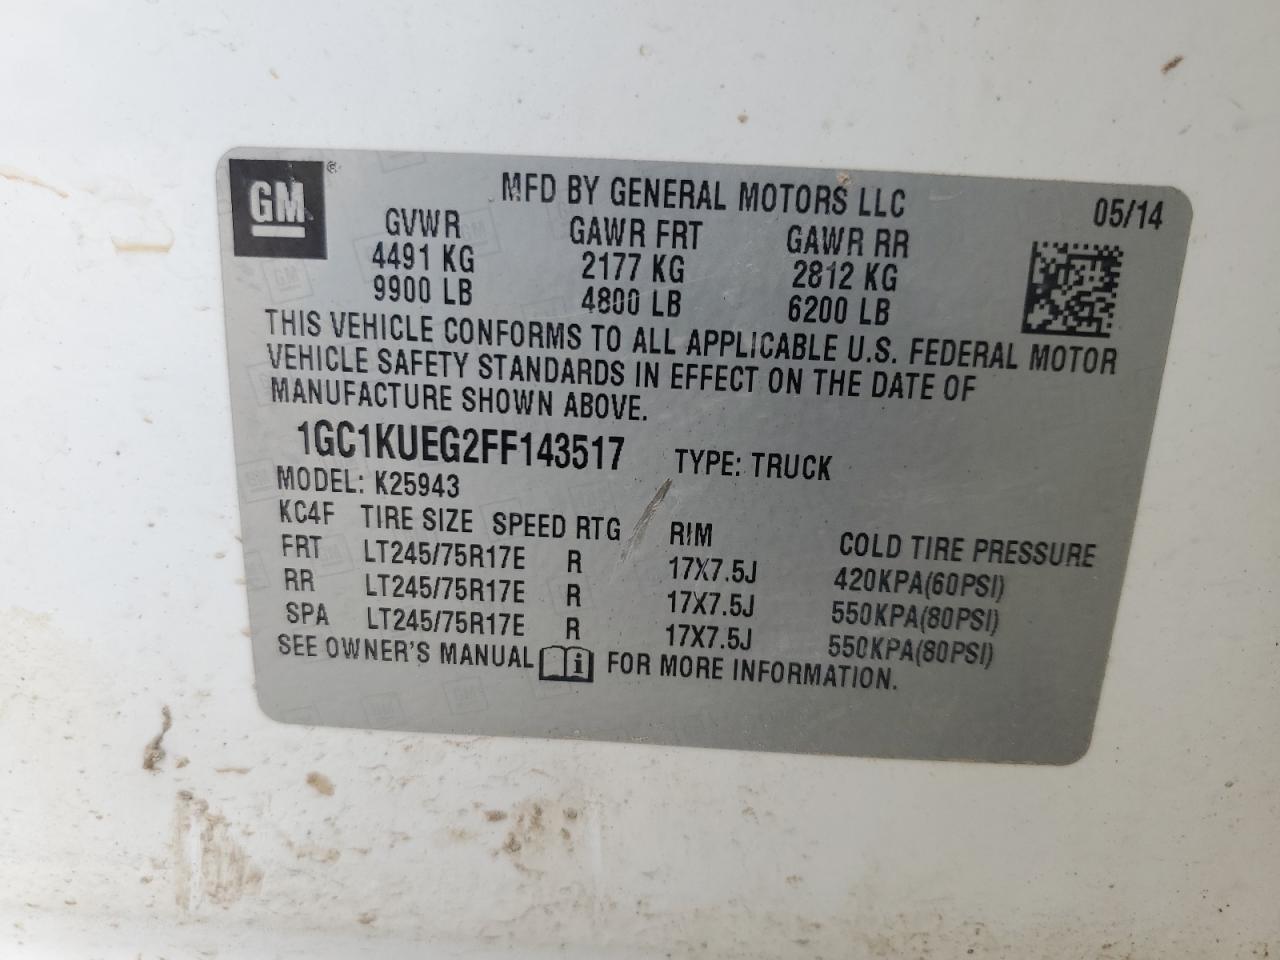 GM
MFD BY GENERAL MOTORS LLC 05/14
GVWR GAWR FRT GAWR RR
4491 KG 2177 KG 2812 KG
9900 LB 4800 LB 6200 LB
THIS VEHICLE CONFORMS TO ALL APPLICABLE U.S. FEDERAL MOTOR
VEHICLE SAFETY STANDARDS IN EFFECT ON THE DATE OF
MANUFACTURE SHOWN ABOVE.
1GC1KUEG2FF143517 TYPE: TRUCK
MODEL: K25943
KC4F TIRE SIZE SPEED RTG RIM COLD TIRE PRESSURE
FRT LT245/75R17E R 17X7.5J 420KPA(60PSI)
RR LT245/75R17E R 17X7.5J 550KPA(80PSI)
SPA LT245/75R17E R 17X7.5J 550KPA(80PSI)
SEE OWNER'S MANUAL FOR MORE INFORMATION.